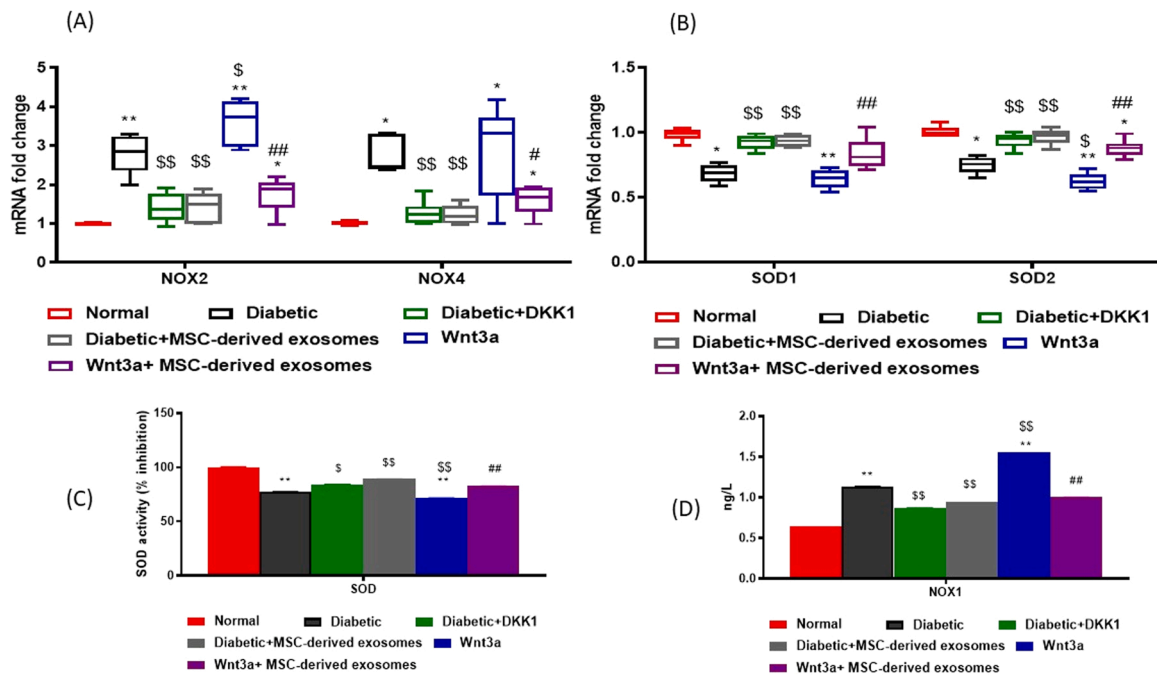 (A)
mRNA fold change
5
4
3
2
1
0
**
$$
$$
$
**
##
*
*
$$
$$
*
#
*
NOX2
NOX4
Normal
Diabetic
Diabetic+DKK1
Diabetic+MSC-derived exosomes
Wnt3a
Wnt3a+ MSC-derived exosomes
(B)
mRNA fold change
1.5
1.0
0.5
0.0
*
$$
$$
**
##
*
$$
$$
$
**
##
*
SOD1
SOD2
Normal
Diabetic
Diabetic+DKK1
Diabetic+MSC-derived exosomes
Wnt3a
Wnt3a+ MSC-derived exosomes
(C)
SOD activity (% inhibition)
150
100
50
0
**
$
$$
$$
**
##
SOD
Normal
Diabetic
Diabetic+DKK1
Diabetic+MSC-derived exosomes
Wnt3a
Wnt3a+ MSC-derived exosomes
(D)
ng/L
2.0
1.5
1.0
0.5
0.0
**
$$
$$
$$
**
##
NOX1
Normal
Diabetic
Diabetic+DKK1
Diabetic+MSC-derived exosomes
Wnt3a
Wnt3a+ MSC-derived exosomes